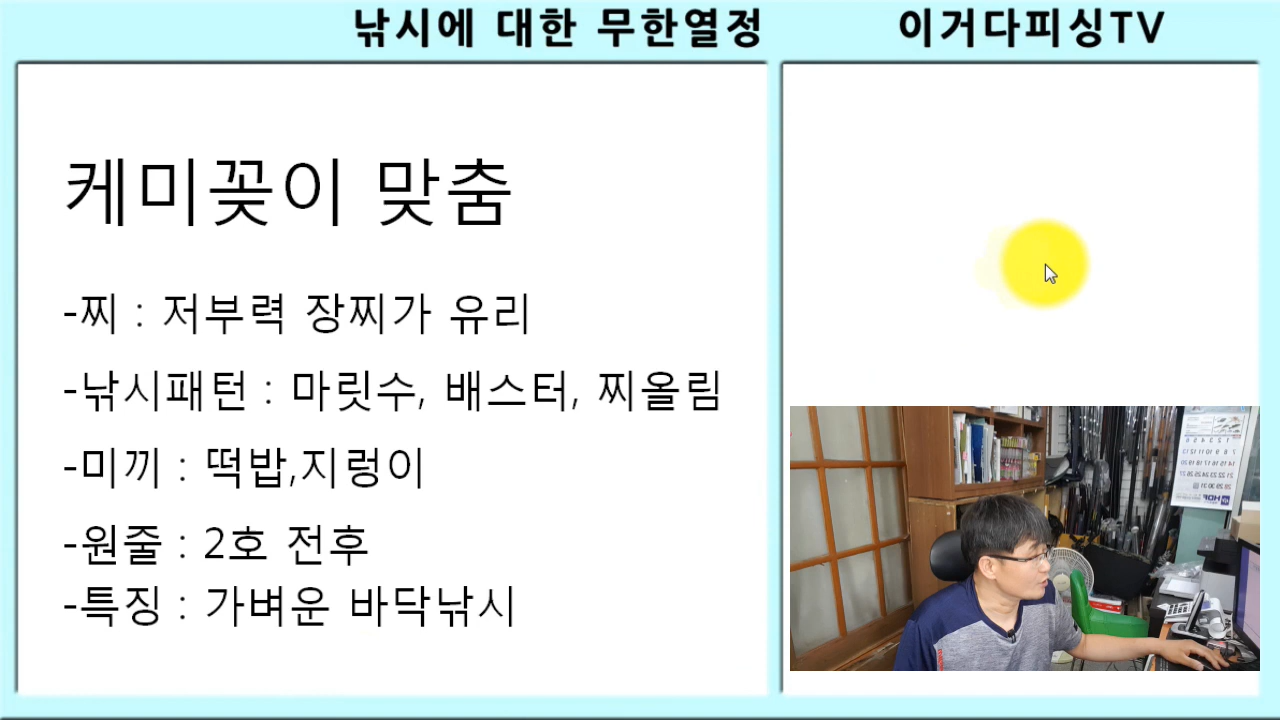 낚시에 대한 무한열정
이거다피싱TV
케미꽂이 맞춤
-찌 : 저부력 장찌가 유리
-낚시패턴 : 마릿수, 배스터, 찌올림
-미끼 : 떡밥,지렁이
-원줄 : 2호 전후
-특징 : 가벼운 바닥낚시